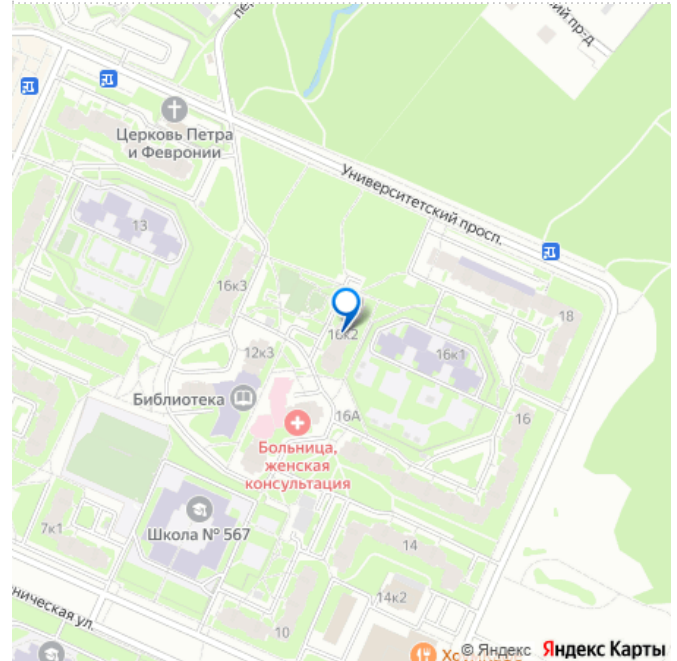 пер
ский пр-д
Церковь Петра
и Февронии
Университетский просп.
13
16к3
16к2
18
12к3
16к1
Библиотека
16А
16
Больница,
женская
консультация
7к1
Школа № 567
14
14к2
ническая ул.
10
© Яндекс Яндекс Карты